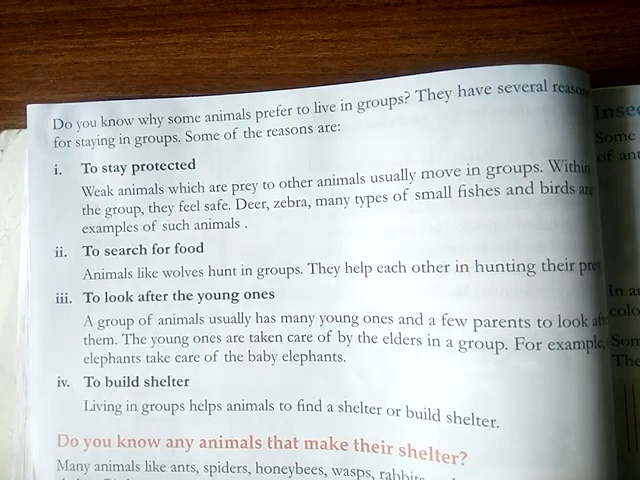 Do you know why some animals prefer to live in groups? They have several reason
for staying in groups. Some of the reasons are:
i. To stay protected
Weak animals which are prey to other animals usually move in groups. Within
the group, they feel safe. Deer, zebra, many types of small fishes and birds are
examples of such animals .
ii. To search for food
Animals like wolves hunt in groups. They help each other in hunting their pre
iii. To look after the young ones
A group of animals usually has many young ones and a few parents to look aft
them. The young ones are taken care of by the elders in a group. For example,
elephants take care of the baby elephants.
iv. To build shelter
Living in groups helps animals to find a shelter or build shelter.
Do you know any animals that make their shelter?
Many animals like ants, spiders, honeybees, wasps, rabbits
Insec
Some
of ant
In a
colo
Som
The